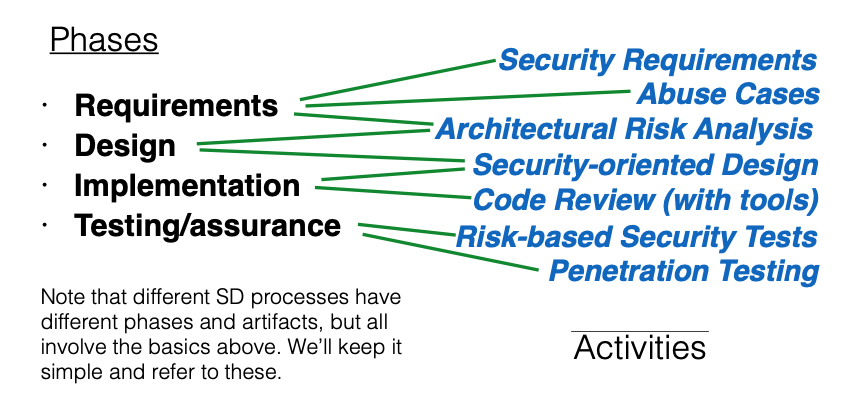 Phases
· Requirements
· Design
· Implementation
· Testing/assurance
Security Requirements
Abuse Cases
Architectural Risk Analysis
Security-oriented Design
Code Review (with tools)
Risk-based Security Tests
Penetration Testing
Note that different SD processes have
different phases and artifacts, but all
involve the basics above. We’ll keep it
simple and refer to these.
Activities